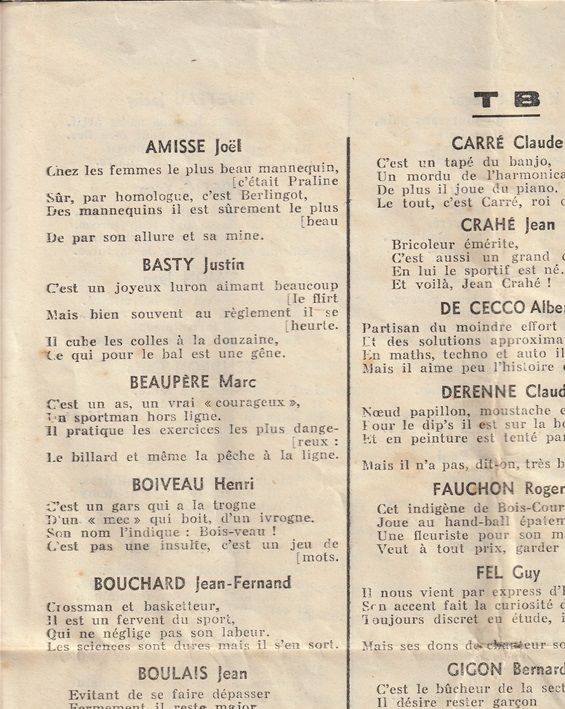 T B
AMISSE Joël
Chez les femmes le plus beau mannequin,
[c'était Praline
Sûr, par homologue, c'est Berlingot,
Des mannequins il est sûrement le plus
[beau
De par son allure et sa mine.
BASTY Justin
C'est un joyeux luron aimant beaucoup
[le flirt
Mais bien souvent au règlement il se
[heurte.
Il cube les colles à la douzaine,
Ce qui pour le bal est une gêne.
BEAUPÈRE Marc
C'est un as, un vrai « courageux »,
Un sportman hors ligne.
Il pratique les exercices les plus dange-
[reux :
Le billard et même la pêche à la ligne.
BOIVEAU Henri
C'est un gars qui a la trogne
D'un « mec » qui boit, d'un ivrogne.
Son nom l'indique : Bois-veau !
C'est pas une insulte, c'est un jeu de
[mots.
BOUCHARD Jean-Fernand
Crossman et basketteur,
Il est un fervent du sport,
Qui ne néglige pas son labeur.
Les sciences sont dures mais il s'en sort.
BOULAIS Jean
Evitant de se faire dépasser
Fermement il reste major
CARRÉ Claude
C'est un tapé du banjo,
Un mordu de l'harmonica
De plus il joue du piano.
Le tout, c'est Carré, roi
CRAHÉ Jean
Bricoleur émérite,
C'est aussi un grand
En lui le sportif est né.
Et voilà, Jean Crahé !
DE CECCO
Partisan du moindre effort
Et des solutions
En maths, techno et auto il
Mais il aime peu l'histoire
DERENNE
Nœud papillon, moustache
Pour le dip's il est sur la
Et en peinture est tenté
Mais il n'a pas, dit-on, très
FAUCHON Roger
Cet indigène de
Joue au hand-ball
Une fleuriste pour son
Veut à tout prix, garder
FEL Guy
Il nous vient par express
Son accent fait la curiosité
Toujours discret en étude,
Mais ses dons de chanteur
GIGON Bernard
C'est le bûcheur de la
Il désire rester garçon